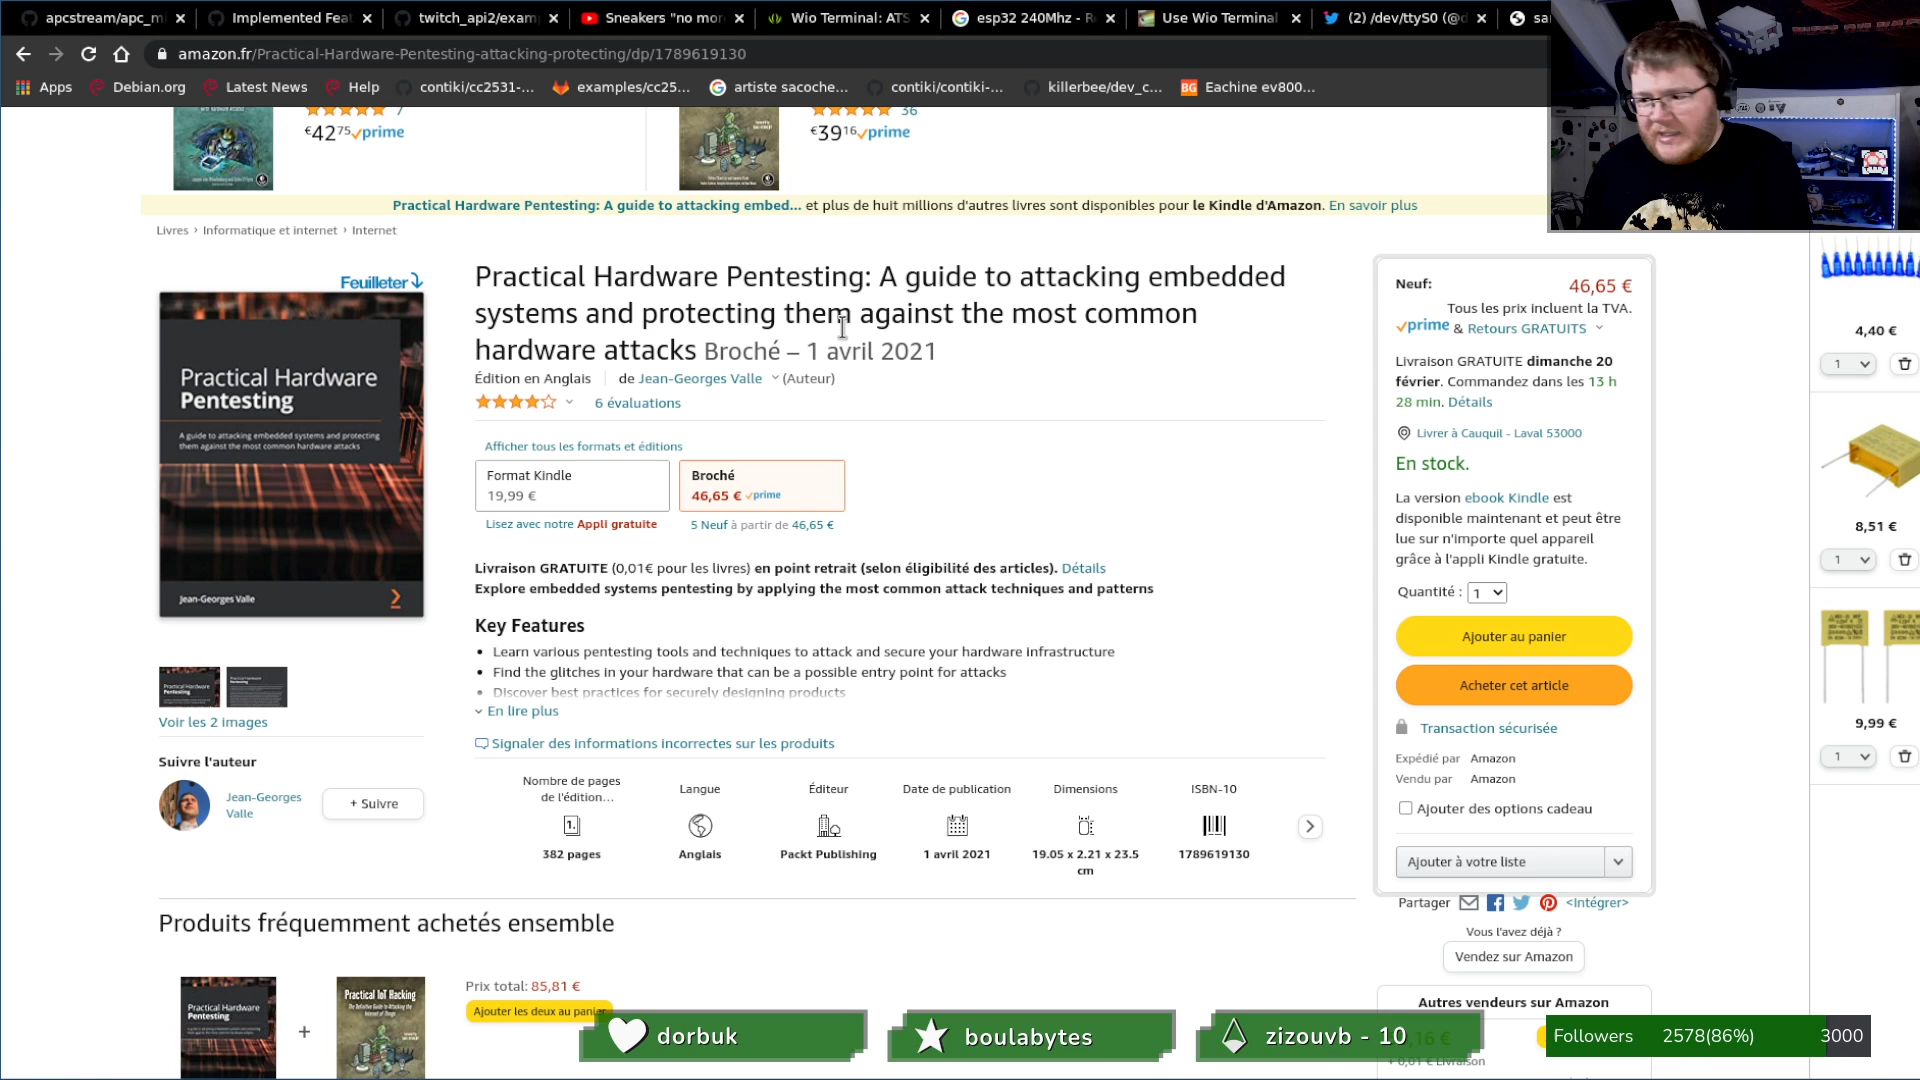 apcstream/apc_mi
Implemented Fea
twitch_api2/exam
Sneakers "no mor
Wio Terminal: ATS
esp32 240Mhz - R
Use Wio Terminal
(2) /dev/ttyS0 (@d
sa
amazon.fr/Practical-Hardware-Pentesting-attacking-protecting/dp/1789619130
Apps
Debian.org
Latest News
Help
contiki/cc2531-...
examples/cc25...
artiste sacoche...
contiki/contiki-...
killerbee/dev_c...
BG
Eachine ev800...
7
€42⁷⁵ prime
36
€39¹⁶ prime
Practical Hardware Pentesting: A guide to attacking embed... et plus de huit millions d'autres livres sont disponibles pour le Kindle d'Amazon. En savoir plus
Livres › Informatique et internet › Internet
Feuilleter
Practical Hardware
Pentesting
A guide to attacking embedded systems and protecting
them against the most common hardware attacks
Jean-Georges Valle
Voir les 2 images
Suivre l'auteur
Jean-Georges
Valle
+ Suivre
Practical Hardware Pentesting: A guide to attacking embedded
systems and protecting them against the most common
hardware attacks Broché – 1 avril 2021
Édition en Anglais
de Jean-Georges Valle (Auteur)
6 évaluations
Afficher tous les formats et éditions
Format Kindle
19,99 €
Broché
46,65 € prime
Lisez avec notre Appli gratuite
5 Neuf à partir de 46,65 €
Livraison GRATUITE (0,01€ pour les livres) en point retrait (selon éligibilité des articles). Détails
Explore embedded systems pentesting by applying the most common attack techniques and patterns
Key Features
• Learn various pentesting tools and techniques to attack and secure your hardware infrastructure
• Find the glitches in your hardware that can be a possible entry point for attacks
• Discover best practices for securely designing products
En lire plus
Signaler des informations incorrectes sur les produits
Nombre de pages
de l'édition...
382 pages
Langue
Anglais
Éditeur
Packt Publishing
Date de publication
1 avril 2021
Dimensions
19.05 x 2.21 x 23.5
cm
ISBN-10
1789619130
Neuf:
46,65 €
Tous les prix incluent la TVA.
prime & Retours GRATUITS
Livraison GRATUITE dimanche 20
février. Commandez dans les 13 h
28 min. Détails
Livrer à Cauquil - Laval 53000
En stock.
La version ebook Kindle est
disponible maintenant et peut être
lue sur n'importe quel appareil
grâce à l'appli Kindle gratuite.
Quantité : 1
Ajouter au panier
Acheter cet article
Transaction sécurisée
Expédié par Amazon
Vendu par Amazon
Ajouter des options cadeau
Ajouter à votre liste
Partager
<Intégrer>
Vous l'avez déjà ?
Vendez sur Amazon
Autres vendeurs sur Amazon
4,40 €
1
8,51 €
1
9,99 €
1
Produits fréquemment achetés ensemble
Practical Hardware
Pentesting
+
Practical IoT Hacking
Prix total: 85,81 €
Ajouter les deux au panier
dorbuk
boulabytes
zizouvb - 10
Followers 2578(86%) 3000